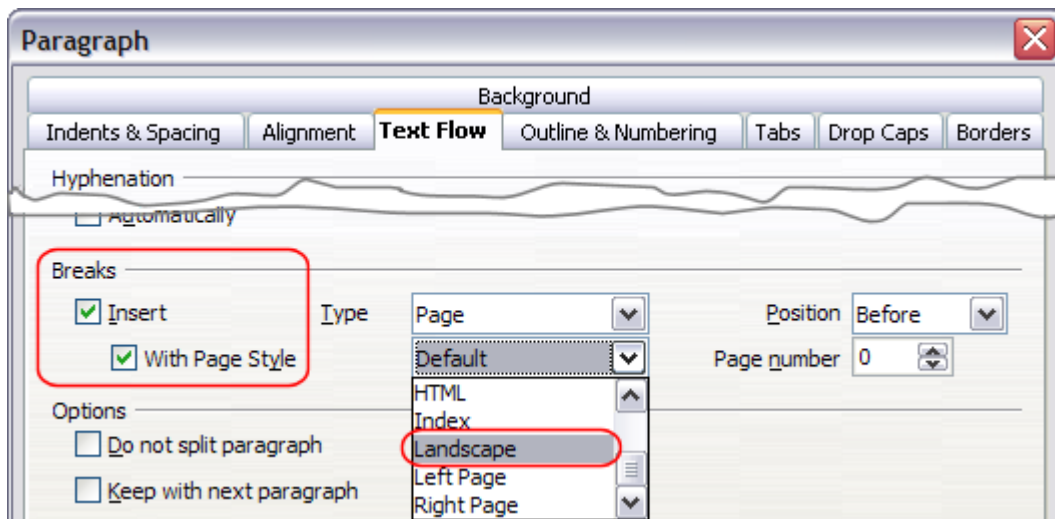 Paragraph
Background
Indents & Spacing Alignment Text Flow Outline & Numbering Tabs Drop Caps Borders
Hyphenation
Automatically
Breaks
Insert Type Page Position Before
With Page Style Default Page number 0
HTML
Index
Options
Do not split paragraph Landscape
Left Page
Keep with next paragraph Right Page